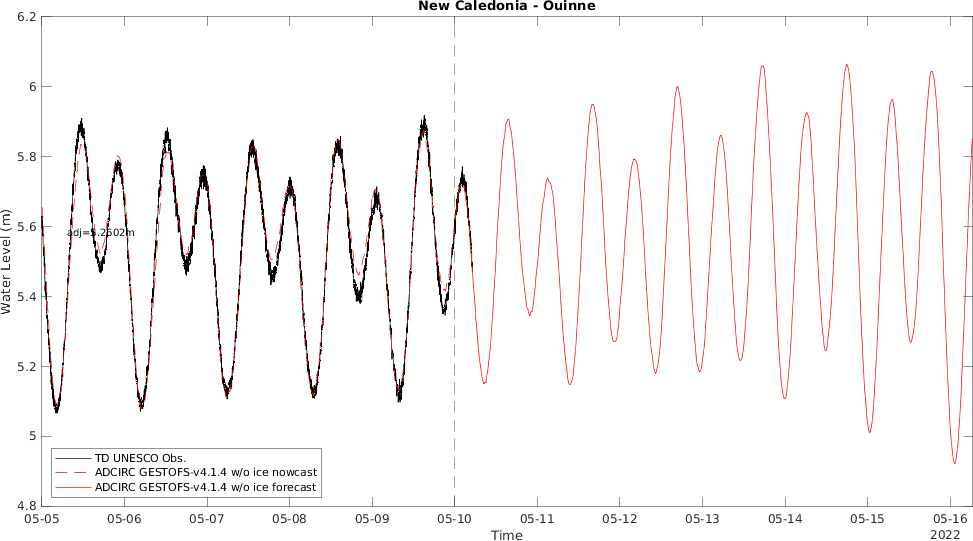 New Caledonia - Ouinne
6.2
6
5.8
5.6
5.4
5.2
5
4.8
Water Level (m)
adj=5.2502m
TD UNESCO Obs.
ADCIRC GESTOFS-v4.1.4 w/o ice nowcast
ADCIRC GESTOFS-v4.1.4 w/o ice forecast
05-05 05-06 05-07 05-08 05-09 05-10 05-11 05-12 05-13 05-14 05-15 05-16
Time
2022